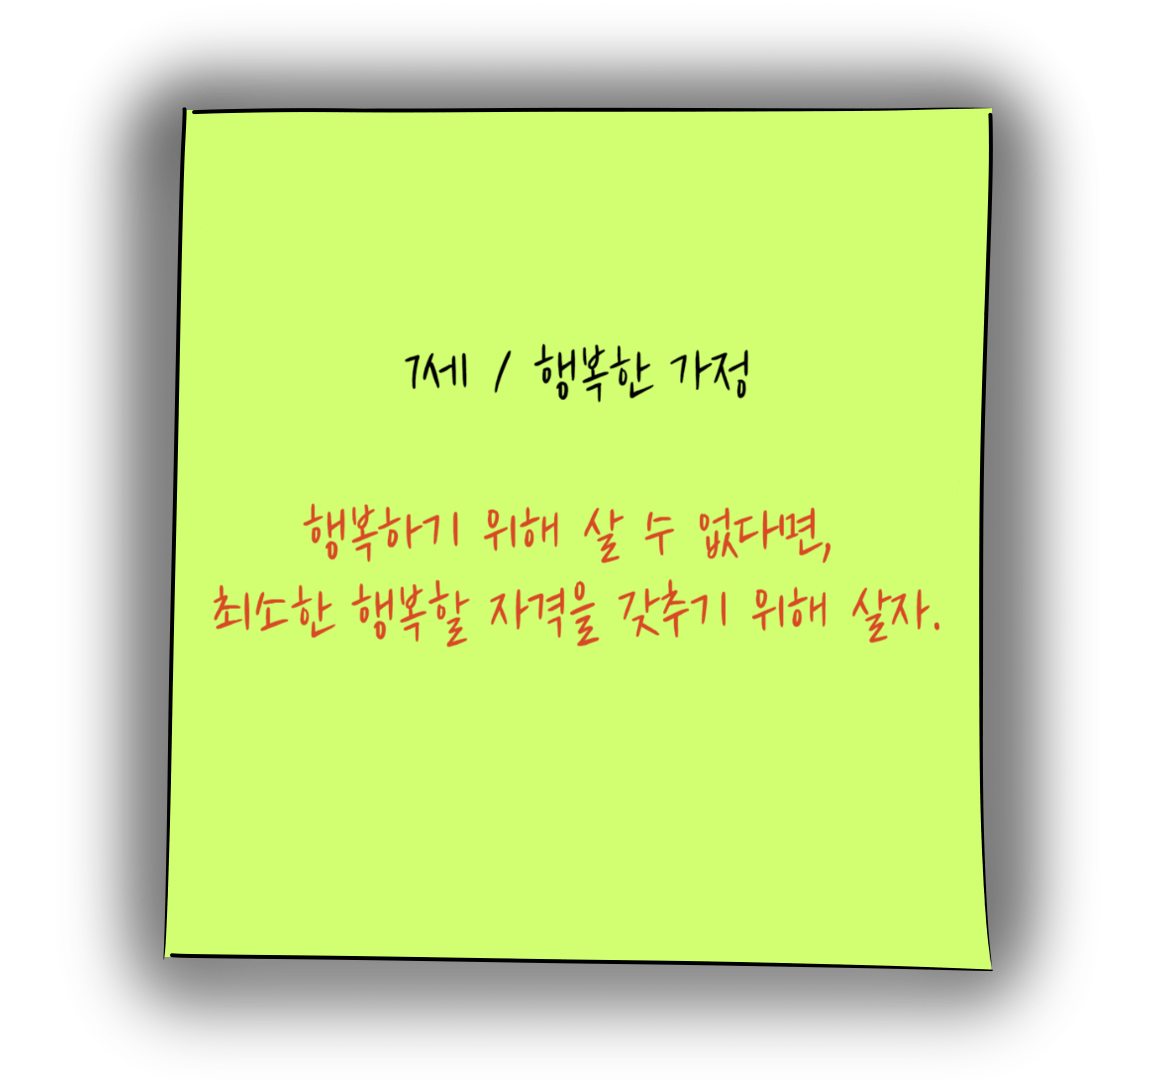 7세 / 행복한 가정
행복하기 위해 살 수 없다면,
최소한 행복할 자격을 갖추기 위해 살자.